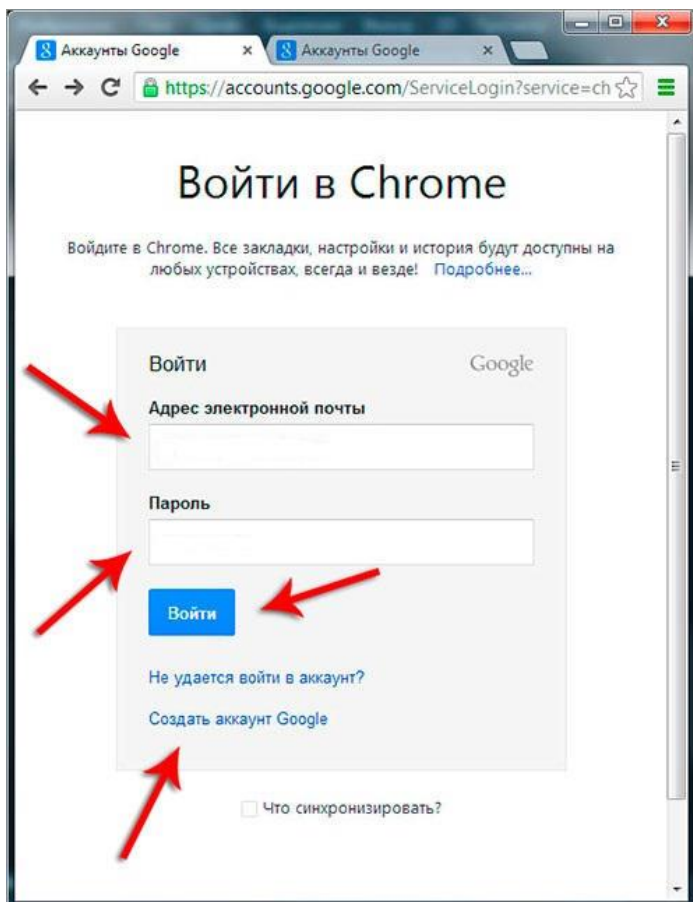 Аккаунты Google
Аккаунты Google
https://accounts.google.com/ServiceLogin?service=ch
Войти в Chrome
Войдите в Chrome. Все закладки, настройки и история будут доступны на
любых устройствах, всегда и везде! Подробнее...
Войти
Google
Адрес электронной почты
Пароль
Войти
Не удается войти в аккаунт?
Создать аккаунт Google
Что синхронизировать?